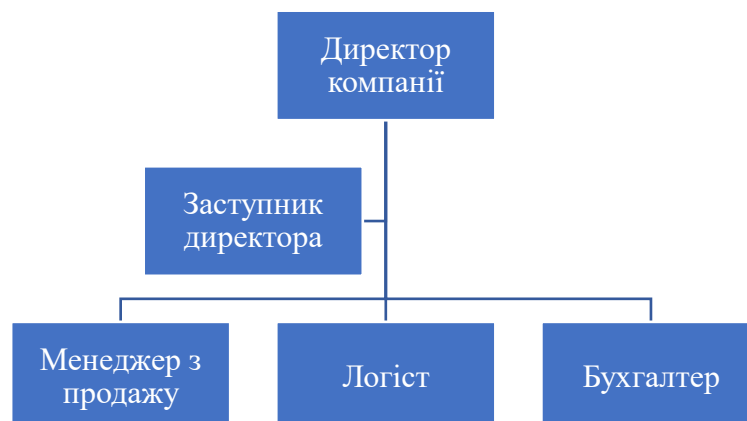 Директор
компанії
Заступник
директора
Менеджер з
продажу
Логіст
Бухгалтер